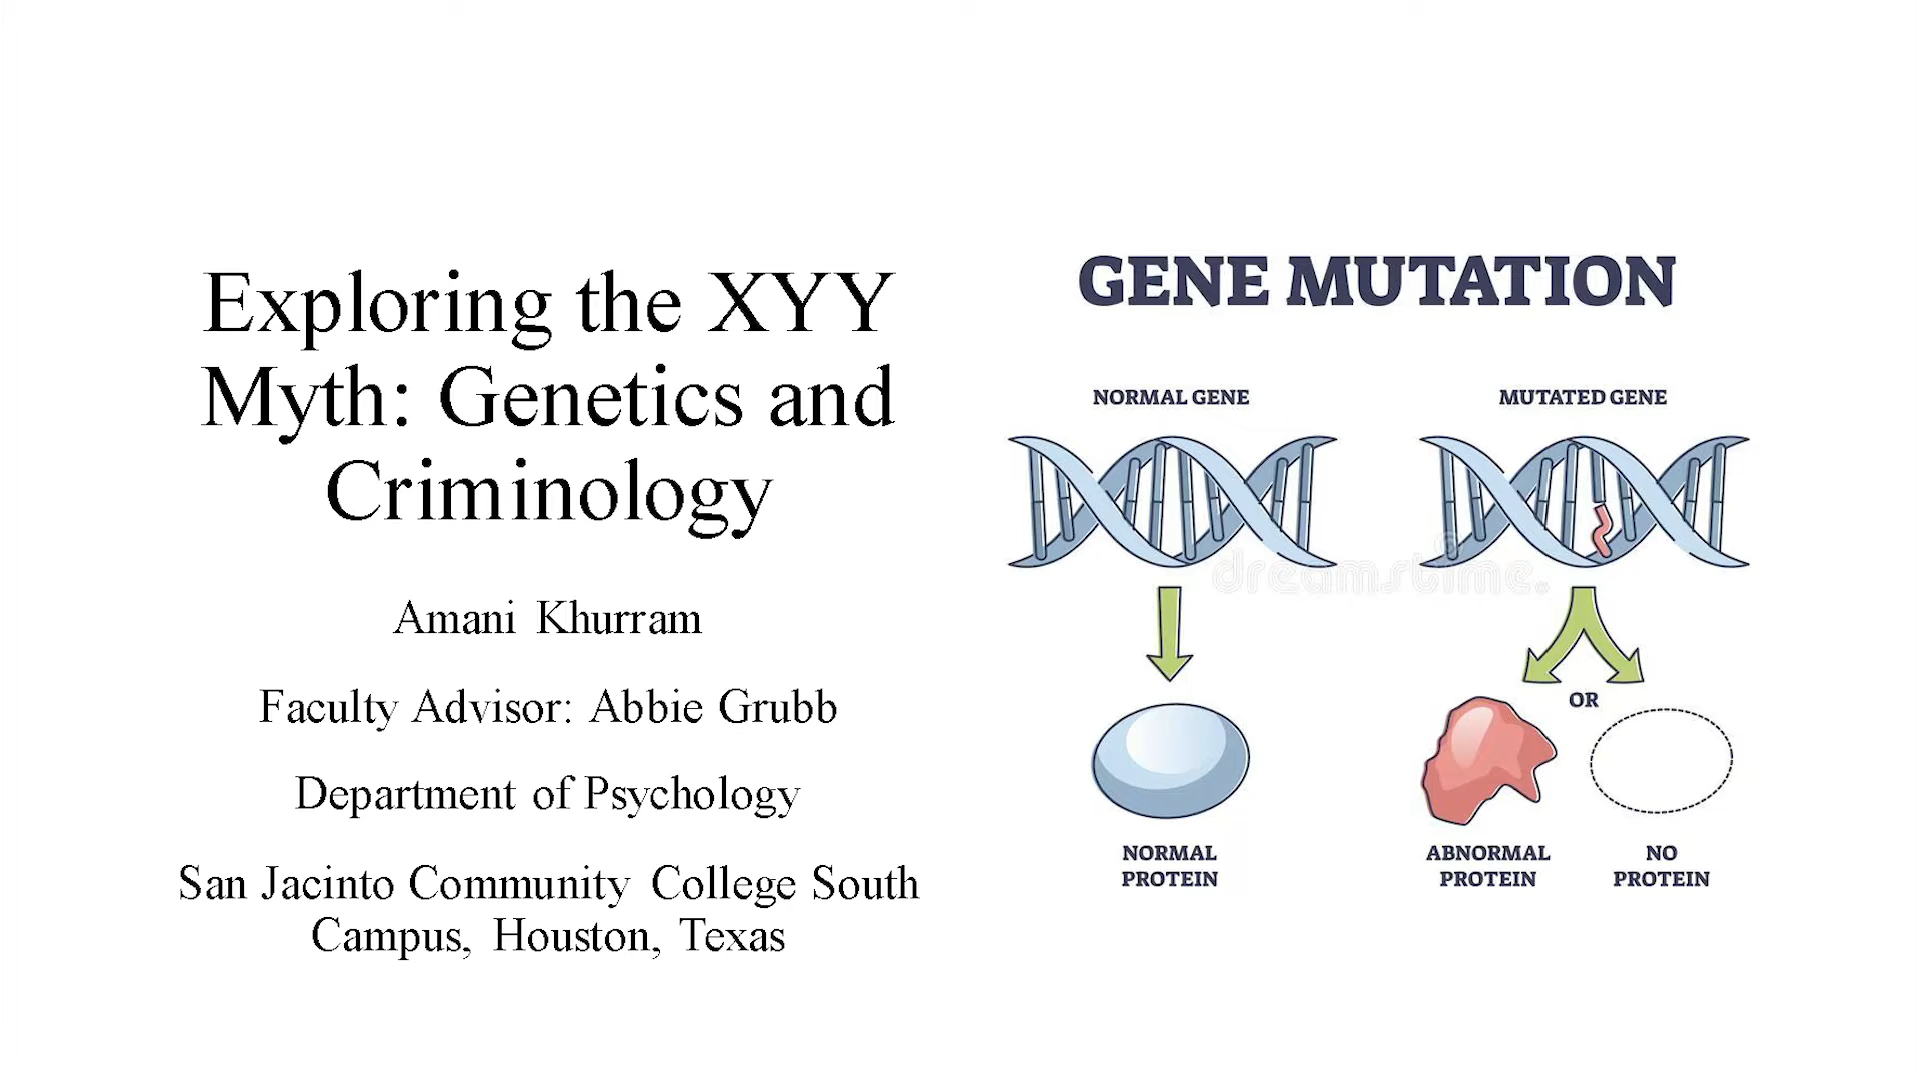 Exploring the XYY
Myth: Genetics and
Criminology
Amani Khurram
Faculty Advisor: Abbie Grubb
Department of Psychology
San Jacinto Community College South
Campus, Houston, Texas
GENE MUTATION
NORMAL GENE
MUTATED GENE
dreamstime.
OR
NORMAL
PROTEIN
ABNORMAL
PROTEIN
NO
PROTEIN